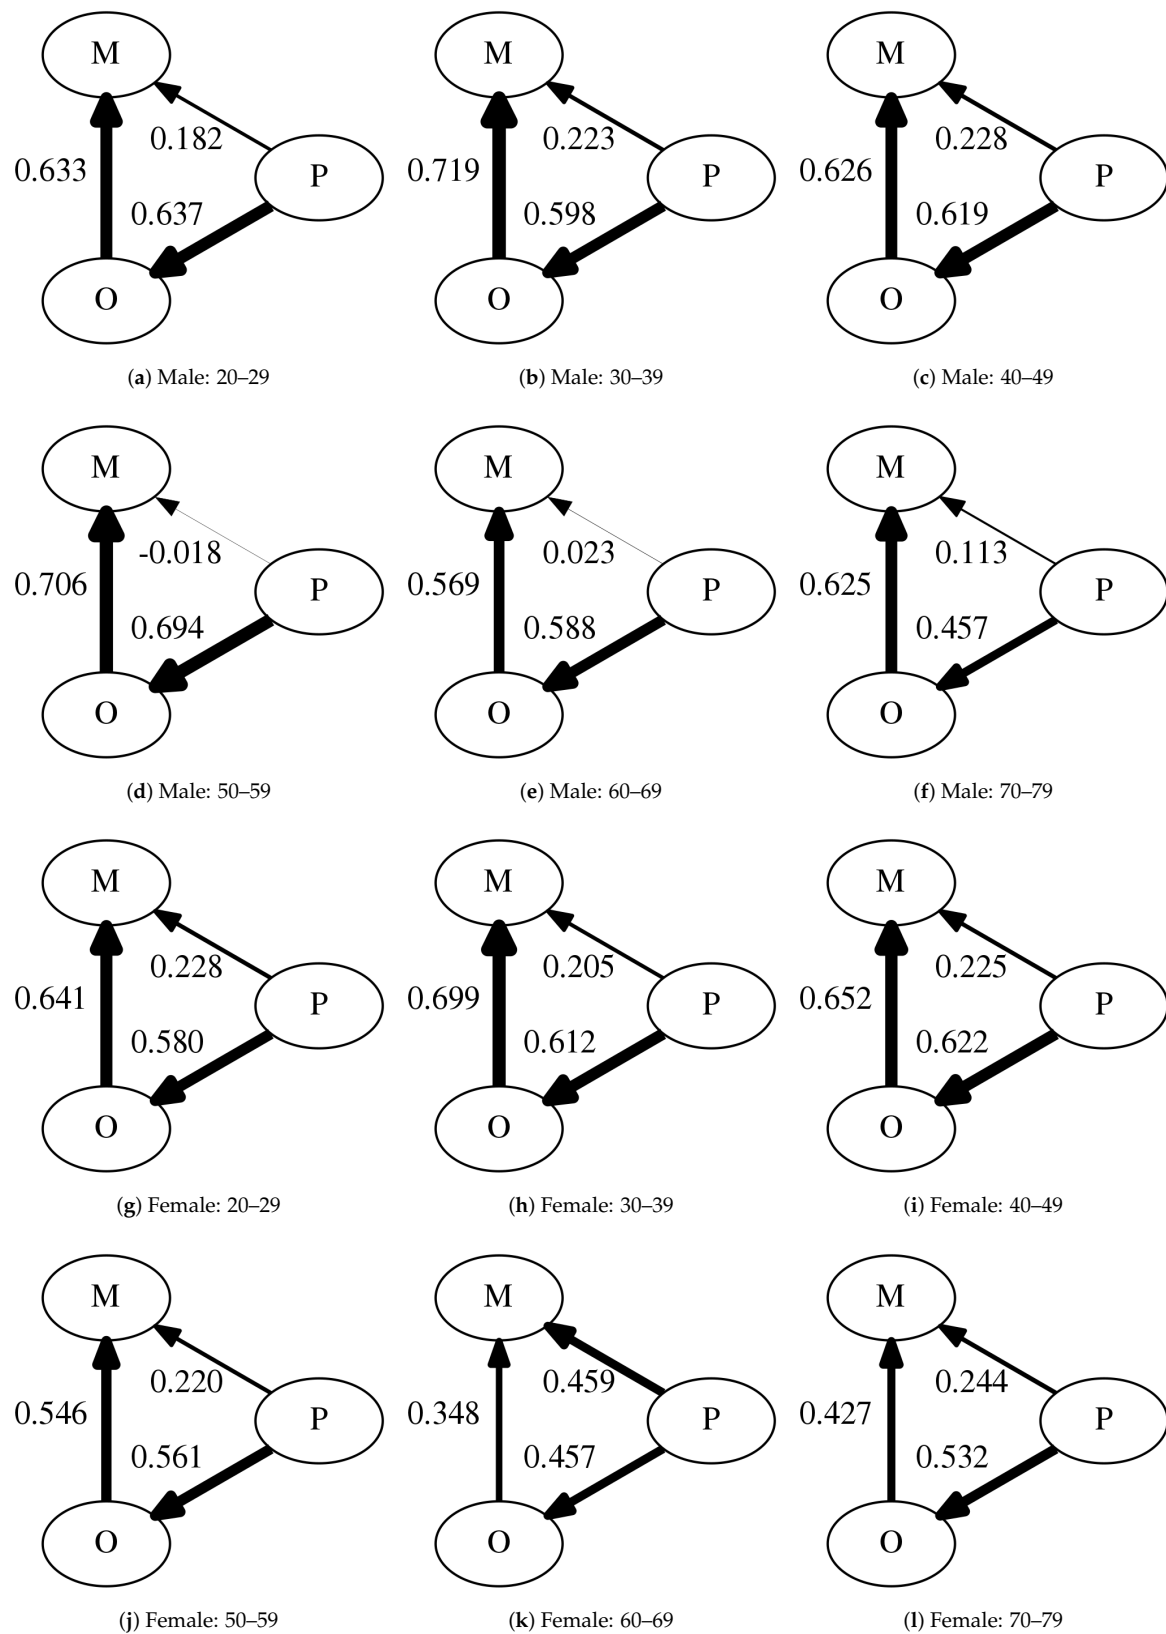 M
0.182
0.633
P
0.637
O
(a) Male: 20–29
M
0.223
0.719
P
0.598
O
(b) Male: 30–39
M
0.228
0.626
P
0.619
O
(c) Male: 40–49
M
-0.018
0.706
P
0.694
O
(d) Male: 50–59
M
0.023
0.569
P
0.588
O
(e) Male: 60–69
M
0.113
0.625
P
0.457
O
(f) Male: 70–79
M
0.228
0.641
P
0.580
O
(g) Female: 20–29
M
0.205
0.699
P
0.612
O
(h) Female: 30–39
M
0.225
0.652
P
0.622
O
(i) Female: 40–49
M
0.220
0.546
P
0.561
O
(j) Female: 50–59
M
0.459
0.348
P
0.457
O
(k) Female: 60–69
M
0.244
0.427
P
0.532
O
(l) Female: 70–79